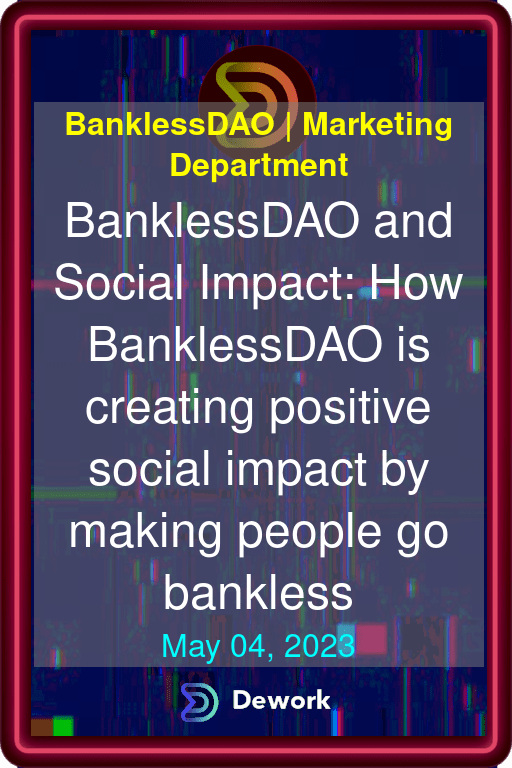 BanklessDAO | Marketing
Department
BanklessDAO and
Social Impact: How
BanklessDAO is
creating positive
social impact by
making people go
bankless
May 04, 2023
Dework